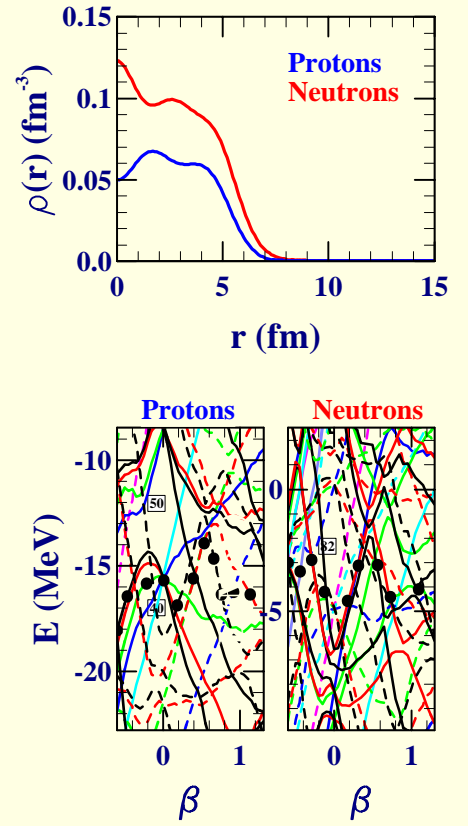 0.15
0.1
0.05
0.0
ρ(r) (fm⁻³)
Protons
Neutrons
0 5 10 15
r (fm)
Protons Neutrons
-10
-15
-20
E (MeV)
50
40
0
-5
82
0 1
0 1
β β